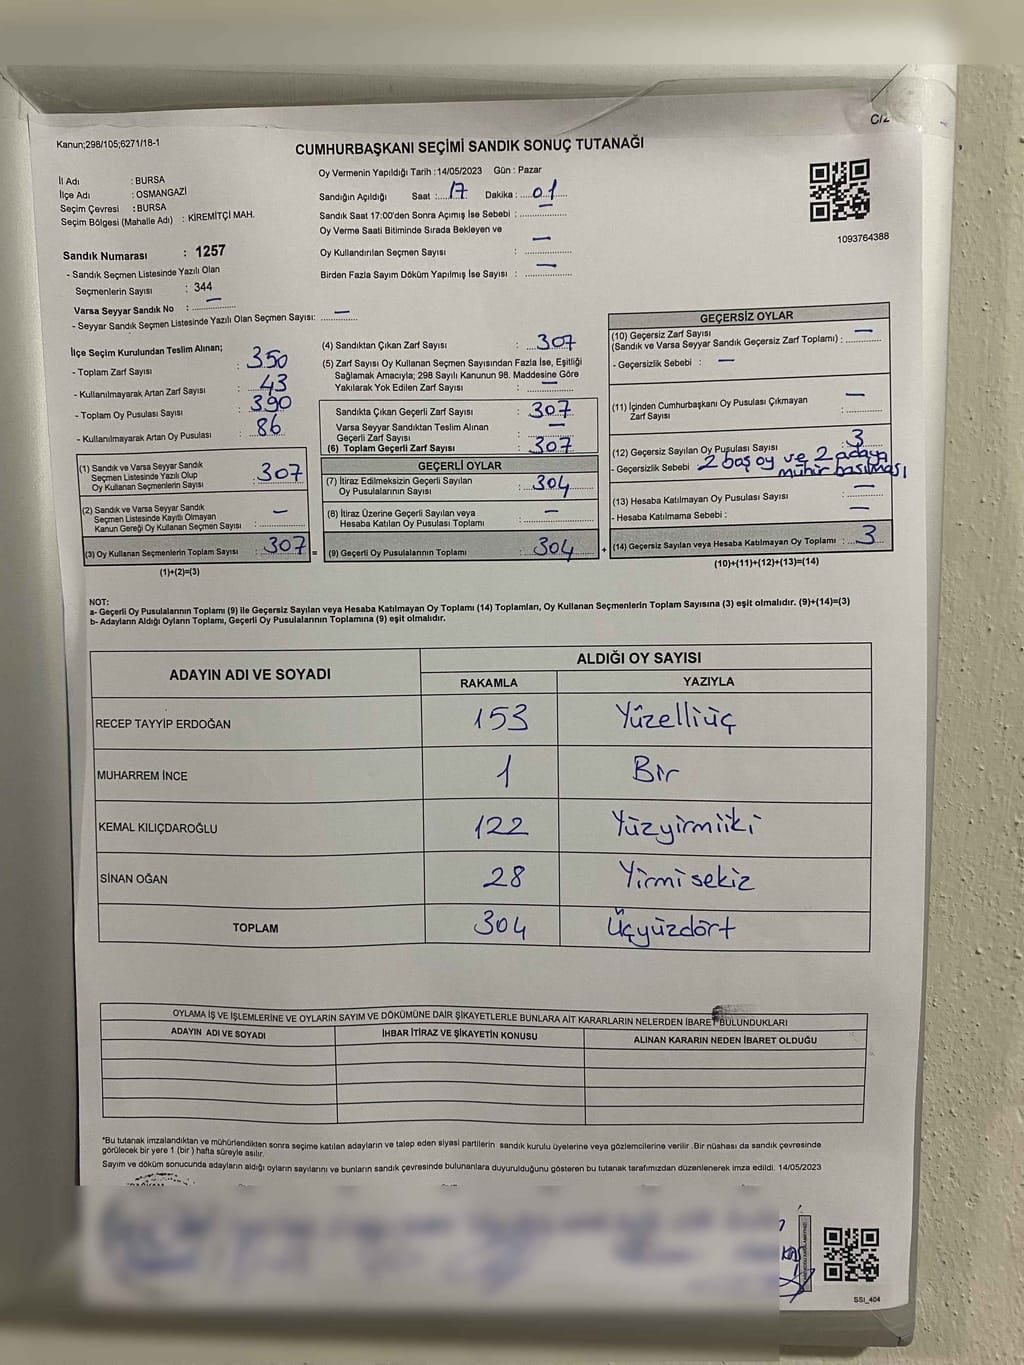 C/2
Kanun;298/105;6271/18-1
CUMHURBAŞKANI SEÇİMİ SANDIK SONUÇ TUTANAĞI
İl Adı : BURSA
İlçe Adı : OSMANGAZİ
Seçim Çevresi : BURSA
Seçim Bölgesi (Mahalle Adı) : KİREMİTÇİ MAH.
Oy Vermenin Yapıldığı Tarih :14/05/2023 Gün : Pazar
Sandığın Açıldığı Saat : 17 Dakika : 01
Sandık Saat 17:00'den Sonra Açımış İse Sebebi : —
Oy Verme Saati Bitiminde Sırada Bekleyen ve
Oy Kullandırılan Seçmen Sayısı : —
Birden Fazla Sayım Döküm Yapılmış İse Sayısı : —
1093764388
Sandık Numarası : 1257
- Sandık Seçmen Listesinde Yazılı Olan
Seçmenlerin Sayısı : 344
Varsa Seyyar Sandık No : —
- Seyyar Sandık Seçmen Listesinde Yazılı Olan Seçmen Sayısı: —
İlçe Seçim Kurulundan Teslim Alınan;
- Toplam Zarf Sayısı : 350
- Kullanılmayarak Artan Zarf Sayısı : 43
- Toplam Oy Pusulası Sayısı : 390
- Kullanılmayarak Artan Oy Pusulası : 86
(1) Sandık ve Varsa Seyyar Sandık
Seçmen Listesinde Yazılı Olup
Oy Kullanan Seçmenlerin Sayısı : 307
(2) Sandık ve Varsa Seyyar Sandık
Seçmen Listesinde Kayıtlı Olmayan
Kanun Gereği Oy Kullanan Seçmen Sayısı : —
(3) Oy Kullanan Seçmenlerin Toplam Sayısı : 307 =
(1)+(2)=(3)
(4) Sandıktan Çıkan Zarf Sayısı : 307
(5) Zarf Sayısı Oy Kullanan Seçmen Sayısından Fazla İse, Eşitliği
Sağlamak Amacıyla; 298 Sayılı Kanunun 98. Maddesine Göre
Yakılarak Yok Edilen Zarf Sayısı : —
Sandıkta Çıkan Geçerli Zarf Sayısı : 307
Varsa Seyyar Sandıktan Teslim Alınan
Geçerli Zarf Sayısı : —
(6) Toplam Geçerli Zarf Sayısı : 307
GEÇERLİ OYLAR
(7) İtiraz Edilmeksizin Geçerli Sayılan
Oy Pusulalarının Sayısı : 304
(8) İtiraz Üzerine Geçerli Sayılan veya
Hesaba Katılan Oy Pusulası Toplamı : —
(9) Geçerli Oy Pusulalarının Toplamı : 304 +
GEÇERSİZ OYLAR
(10) Geçersiz Zarf Sayısı
(Sandık ve Varsa Seyyar Sandık Geçersiz Zarf Toplamı) : —
- Geçersizlik Sebebi : —
(11) İçinden Cumhurbaşkanı Oy Pusulası Çıkmayan
Zarf Sayısı : —
(12) Geçersiz Sayılan Oy Pusulası Sayısı : 3
- Geçersizlik Sebebi 2 boş oy ve 2 adaya
mühir basılması
(13) Hesaba Katılmayan Oy Pusulası Sayısı : —
- Hesaba Katılmama Sebebi : —
(14) Geçersiz Sayılan veya Hesaba Katılmayan Oy Toplamı : 3
(10)+(11)+(12)+(13)=(14)
NOT:
a- Geçerli Oy Pusulalarının Toplamı (9) ile Geçersiz Sayılan veya Hesaba Katılmayan Oy Toplamı (14) Toplamları, Oy Kullanan Seçmenlerin Toplam Sayısına (3) eşit olmalıdır. (9)+(14)=(3)
b- Adayların Aldığı Oyların Toplamı, Geçerli Oy Pusulalarının Toplamına (9) eşit olmalıdır.
ADAYIN ADI VE SOYADI
ALDIĞI OY SAYISI
RAKAMLA YAZIYLA
RECEP TAYYİP ERDOĞAN 153 Yüzelliüç
MUHARREM İNCE 1 Bir
KEMAL KILIÇDAROĞLU 122 Yüzyirmiiki
SİNAN OĞAN 28 Yirmi sekiz
TOPLAM 304 Üçyüzdört
OYLAMA İŞ VE İŞLEMLERİNE VE OYLARIN SAYIM VE DÖKÜMÜNE DAİR ŞİKAYETLERLE BUNLARA AİT KARARLARIN NELERDEN İBARET BULUNDUKLARI
ADAYIN ADI VE SOYADI İHBAR İTİRAZ VE ŞİKAYETİN KONUSU ALINAN KARARIN NEDEN İBARET OLDUĞU
*Bu tutanak imzalandıktan ve mühürlendikten sonra seçime katılan adayların ve talep eden siyasi partilerin sandık kurulu üyelerine veya gözlemcilerine verilir .Bir nüshası da sandık çevresinde
görülecek bir yere 1 (bir ) hafta süreyle asılır.
Sayım ve döküm sonucunda adayların aldığı oyların sayılarını ve bunların sandık çevresinde bulunanlara duyurulduğunu gösteren bu tutanak tarafımızdan düzenlenerek imza edildi. 14/05/2023
KAŞ
SSI_404